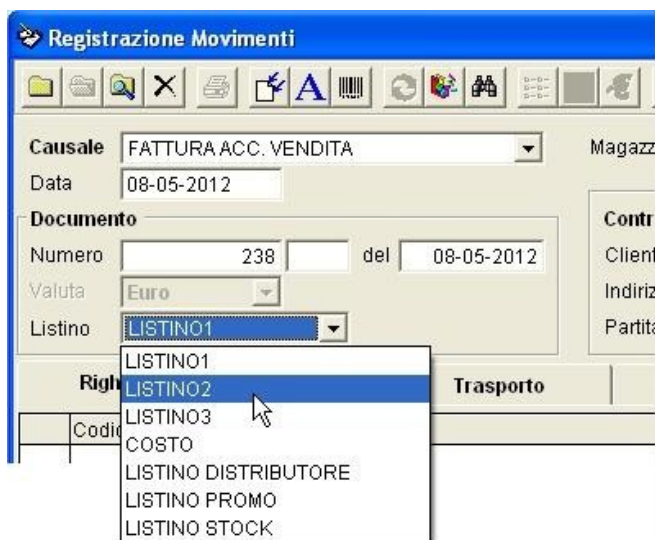 Registrazione Movimenti
A
Causale FATTURA ACC. VENDITA Magazz
Data 08-05-2012
Documento Contr
Numero 238 del 08-05-2012 Client
Valuta Euro Indiriz
Listino LISTINO1 Partita
LISTINO1
Righ LISTINO2 Trasporto
LISTINO3
Codic
COSTO
LISTINO DISTRIBUTORE
LISTINO PROMO
LISTINO STOCK